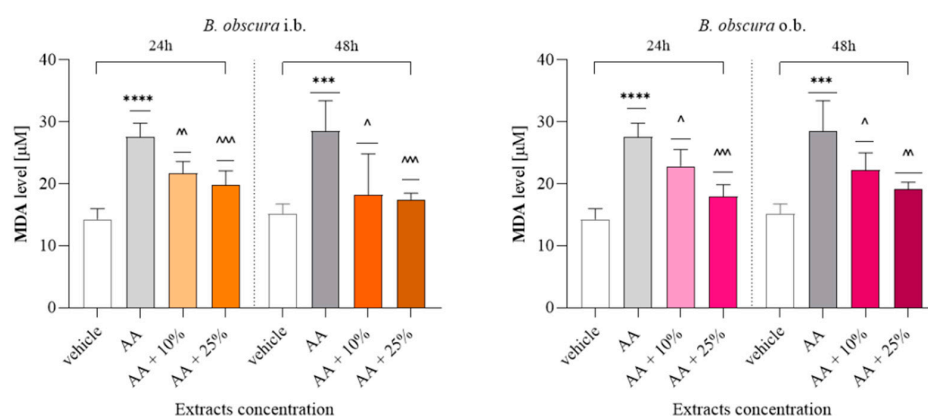 B. obscura i.b.
24h
48h
MDA level [µM]
40
30
20
10
0
****
^^
^^^
***
^
^^^
vehicle
AA
AA + 10%
AA + 25%
vehicle
AA
AA + 10%
AA + 25%
Extracts concentration
B. obscura o.b.
24h
48h
MDA level [µM]
40
30
20
10
0
****
^
^^^
***
^
^^
vehicle
AA
AA + 10%
AA + 25%
vehicle
AA
AA + 10%
AA + 25%
Extracts concentration